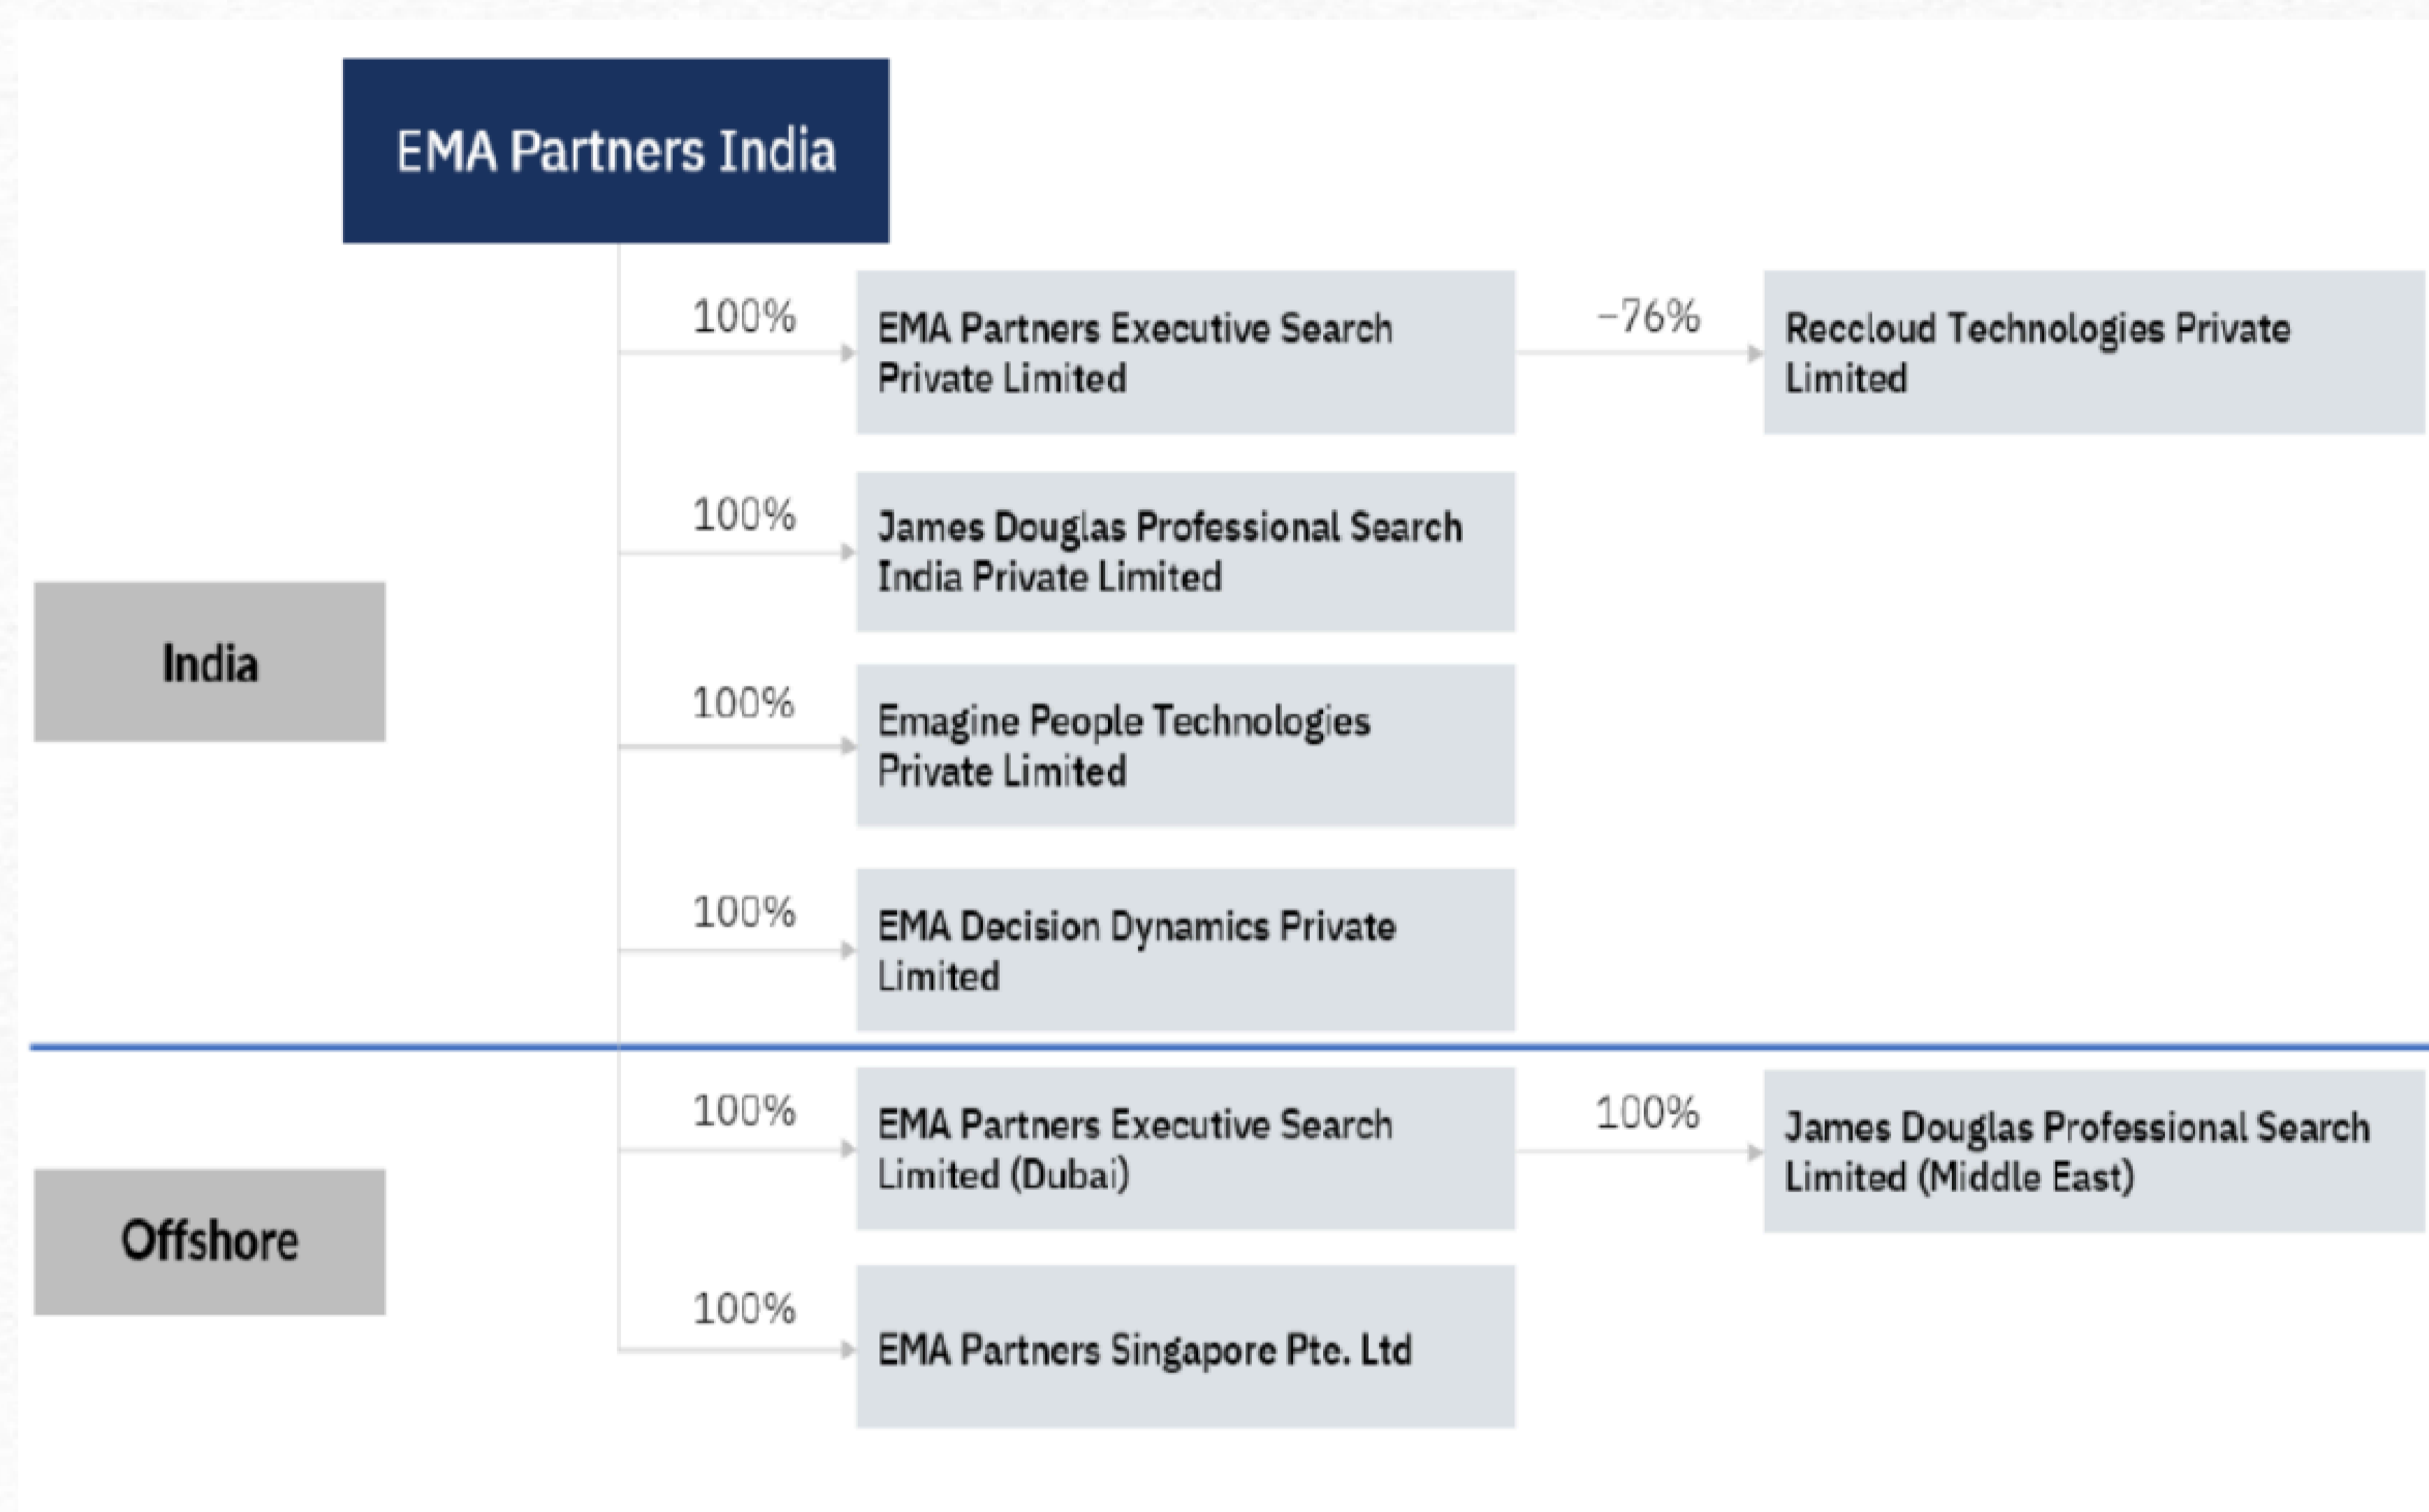 EMA Partners India
100%
EMA Partners Executive Search
Private Limited
–76%
Reccloud Technologies Private
Limited
100%
James Douglas Professional Search
India Private Limited
India
100%
Emagine People Technologies
Private Limited
100%
EMA Decision Dynamics Private
Limited
100%
EMA Partners Executive Search
Limited (Dubai)
100%
James Douglas Professional Search
Limited (Middle East)
Offshore
100%
EMA Partners Singapore Pte. Ltd